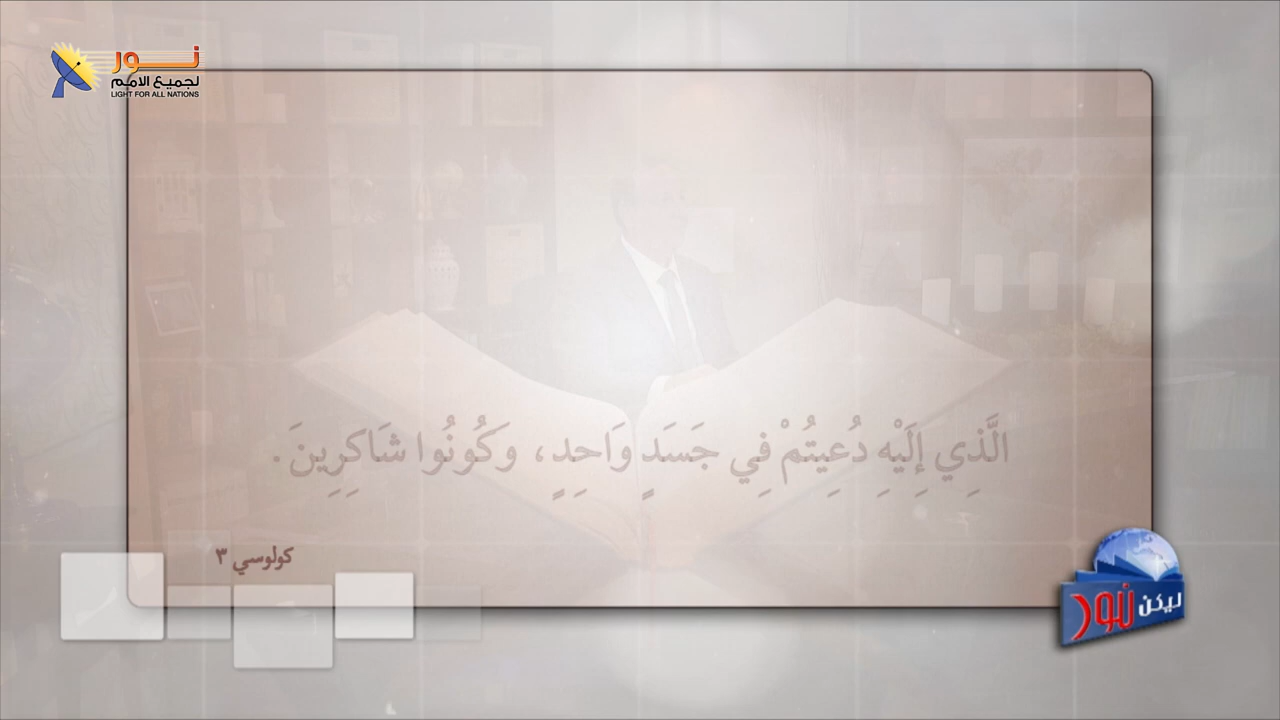 نور
لجميع الامم
LIGHT FOR ALL NATIONS
الَّذِي إِلَيْهِ دُعِيتُمْ فِي جَسَدٍ وَاحِدٍ، وَكُونُوا شَاكِرِينَ.
كولوسي ٣
ليكن نور